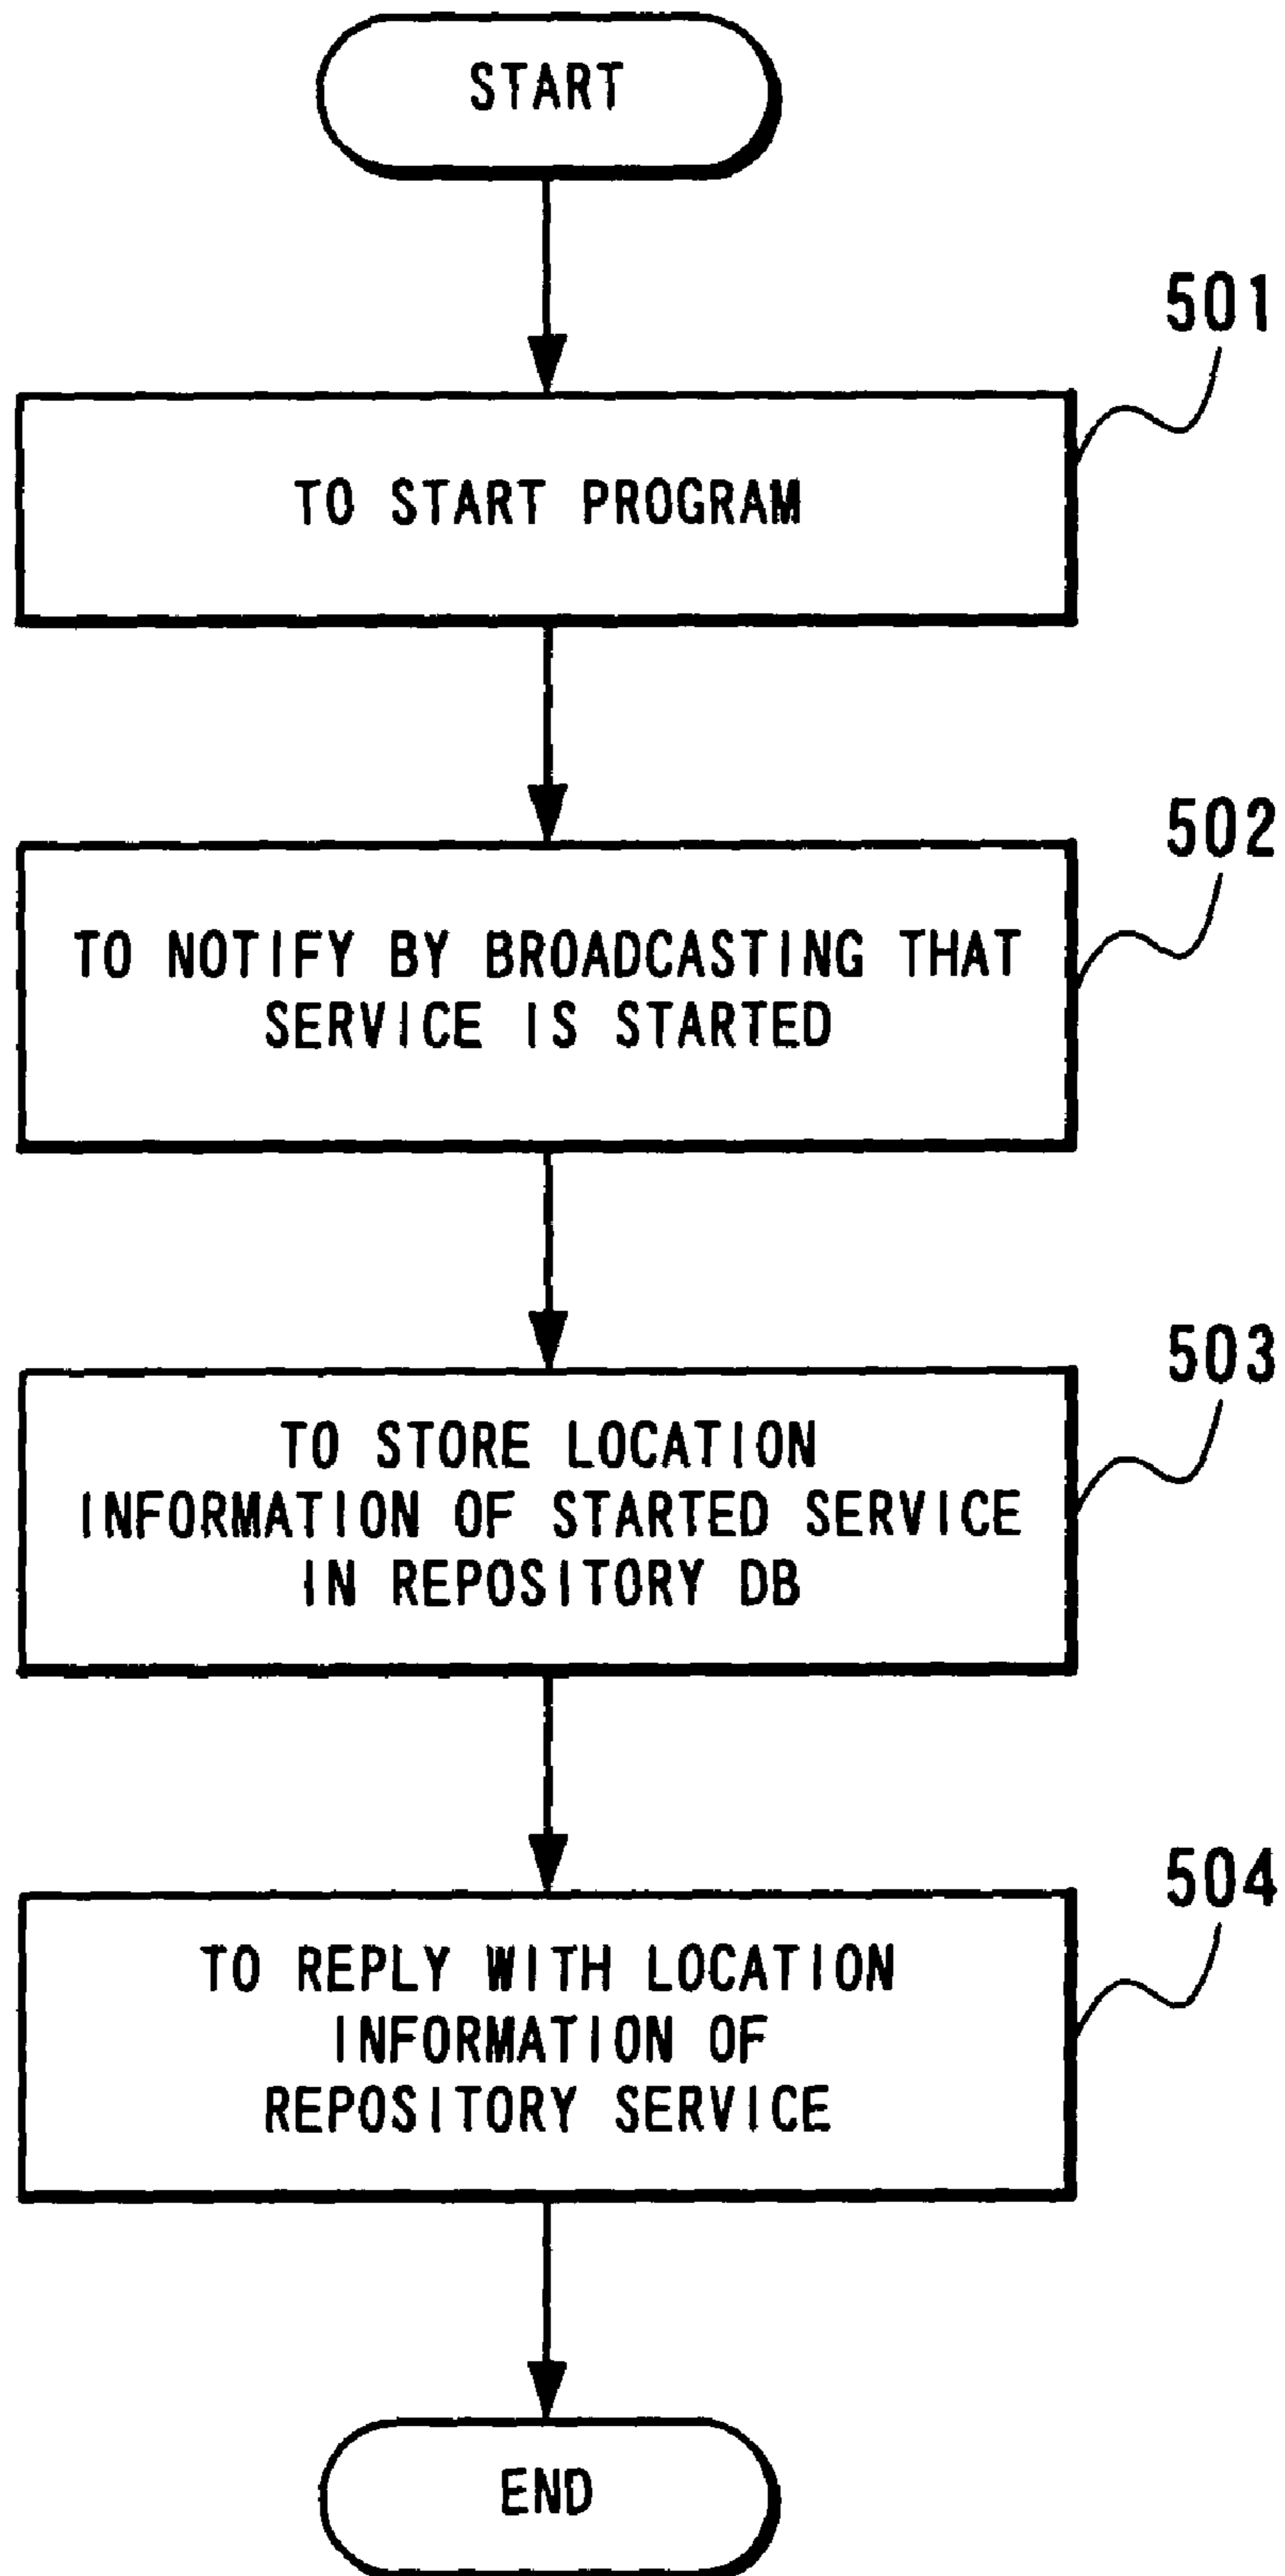 START
501
TO START PROGRAM
502
TO NOTIFY BY BROADCASTING THAT
SERVICE IS STARTED
503
TO STORE LOCATION
INFORMATION OF STARTED SERVICE
IN REPOSITORY DB
504
TO REPLY WITH LOCATION
INFORMATION OF
REPOSITORY SERVICE
END